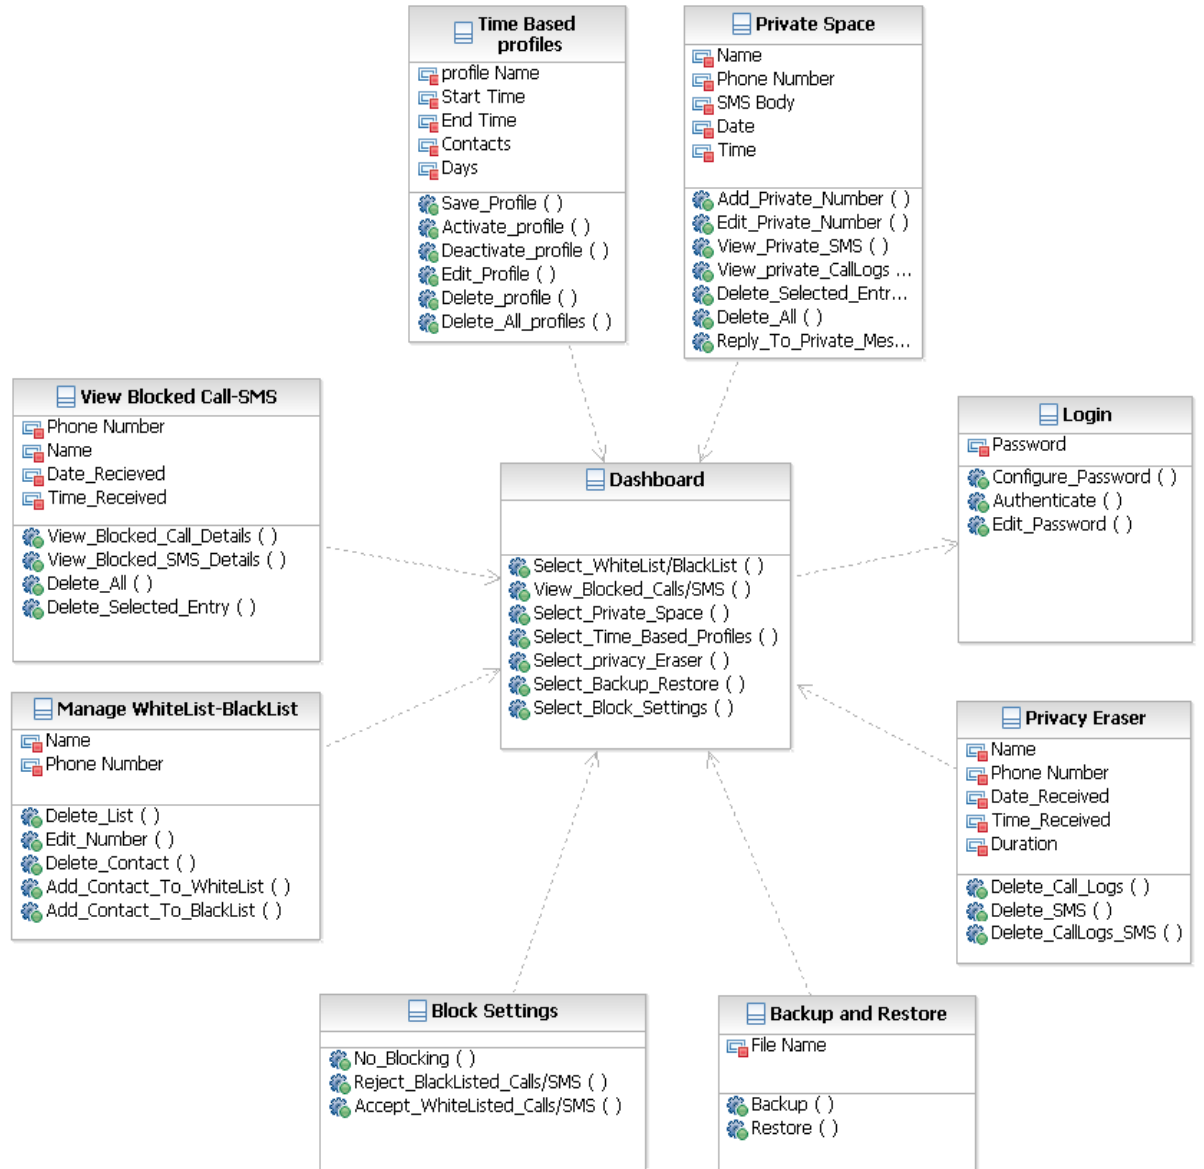 Time Based
profiles
profile Name
Start Time
End Time
Contacts
Days
Save_Profile ( )
Activate_profile ( )
Deactivate_profile ( )
Edit_Profile ( )
Delete_profile ( )
Delete_All_profiles ( )
Private Space
Name
Phone Number
SMS Body
Date
Time
Add_Private_Number ( )
Edit_Private_Number ( )
View_Private_SMS ( )
View_private_CallLogs ...
Delete_Selected_Entr...
Delete_All ( )
Reply_To_Private_Mes...
View Blocked Call-SMS
Phone Number
Name
Date_Recieved
Time_Received
View_Blocked_Call_Details ( )
View_Blocked_SMS_Details ( )
Delete_All ( )
Delete_Selected_Entry ( )
Dashboard
Select_WhiteList/BlackList ( )
View_Blocked_Calls/SMS ( )
Select_Private_Space ( )
Select_Time_Based_Profiles ( )
Select_privacy_Eraser ( )
Select_Backup_Restore ( )
Select_Block_Settings ( )
Login
Password
Configure_Password ( )
Authenticate ( )
Edit_Password ( )
Manage WhiteList-BlackList
Name
Phone Number
Delete_List ( )
Edit_Number ( )
Delete_Contact ( )
Add_Contact_To_WhiteList ( )
Add_Contact_To_BlackList ( )
Privacy Eraser
Name
Phone Number
Date_Received
Time_Received
Duration
Delete_Call_Logs ( )
Delete_SMS ( )
Delete_CallLogs_SMS ( )
Block Settings
No_Blocking ( )
Reject_BlackListed_Calls/SMS ( )
Accept_WhiteListed_Calls/SMS ( )
Backup and Restore
File Name
Backup ( )
Restore ( )